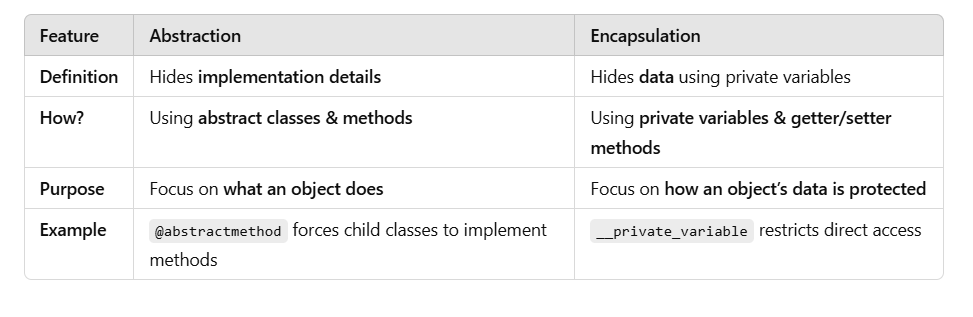 Feature Abstraction Encapsulation
Definition Hides implementation details Hides data using private variables
How? Using abstract classes & methods Using private variables & getter/setter
methods
Purpose Focus on what an object does Focus on how an object’s data is protected
Example @abstractmethod forces child classes to implement __private_variable restricts direct access
methods